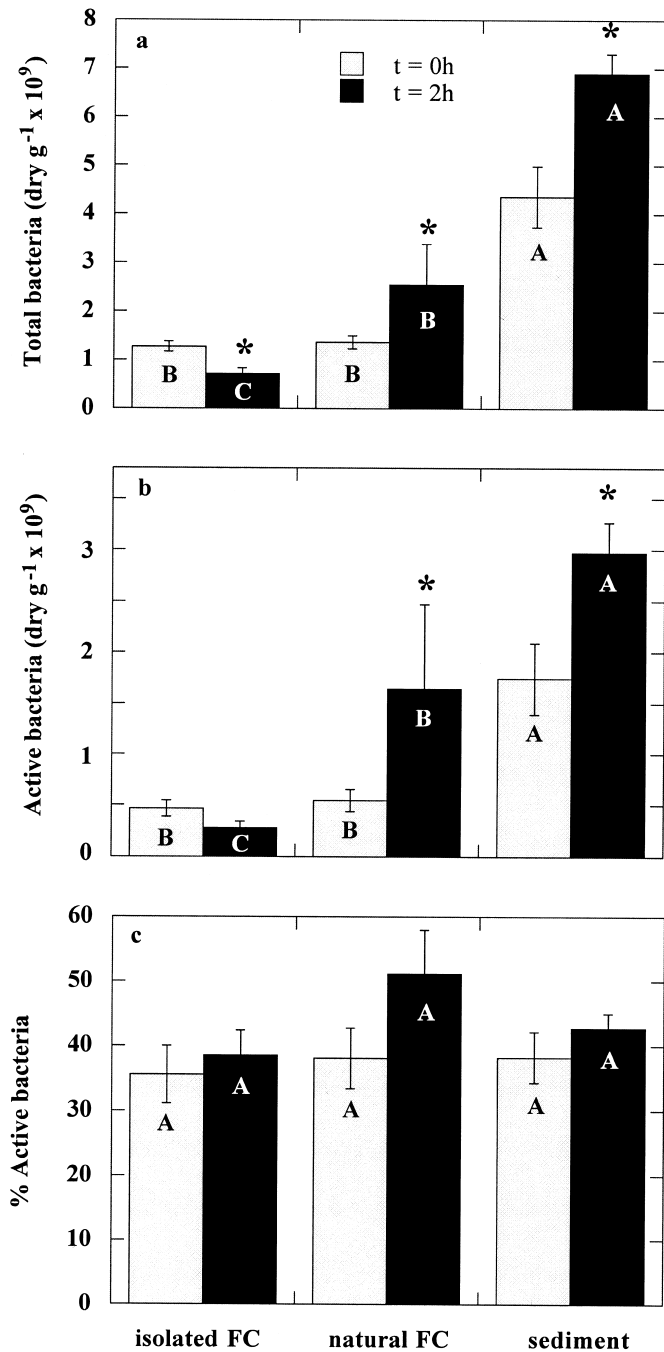 a
t = 0h
t = 2h
Total bacteria (dry g⁻¹ x 10⁹)
8
7
6
5
4
3
2
1
0
B
*
C
B
*
B
A
*
A
b
Active bacteria (dry g⁻¹ x 10⁹)
3
2
1
0
B
C
B
*
B
A
*
A
c
% Active bacteria
60
50
40
30
20
10
0
A
A
A
A
A
A
isolated FC
natural FC
sediment